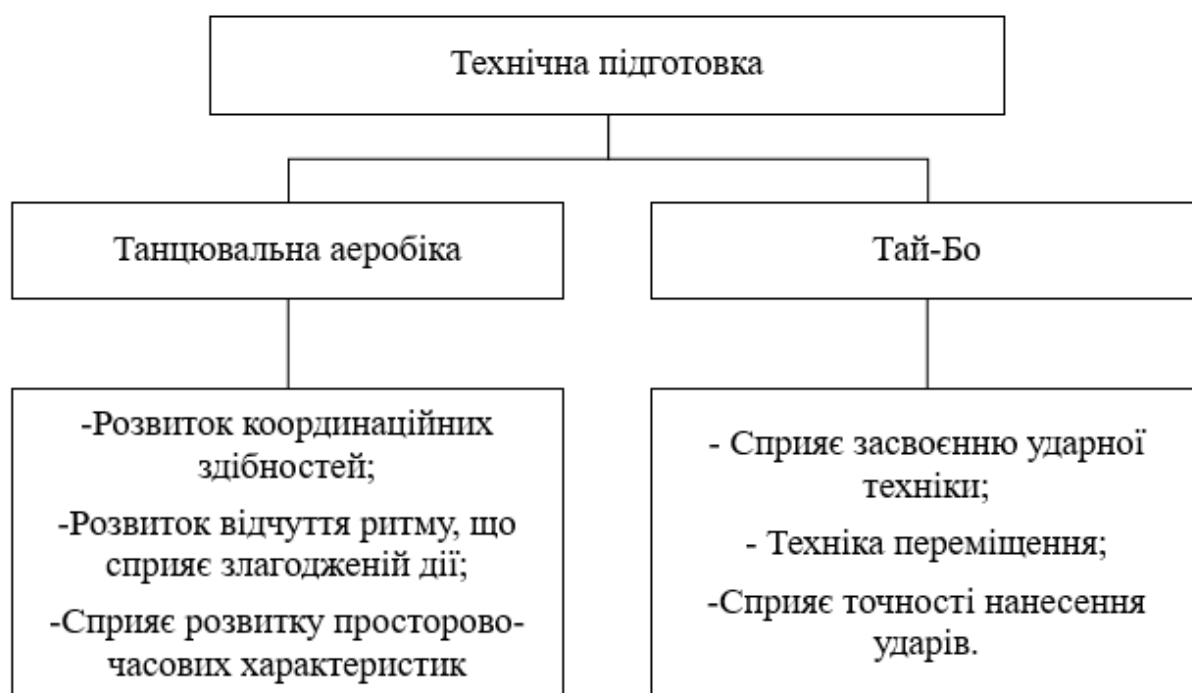 Технічна підготовка
Танцювальна аеробіка
Тай-Бо
-Розвиток координаційних
здібностей;
-Розвиток відчуття ритму, що
сприяє злагодженій дії;
-Сприяє розвитку просторово-
часових характеристик
- Сприяє засвоєнню ударної
техніки;
- Техніка переміщення;
-Сприяє точності нанесення
ударів.